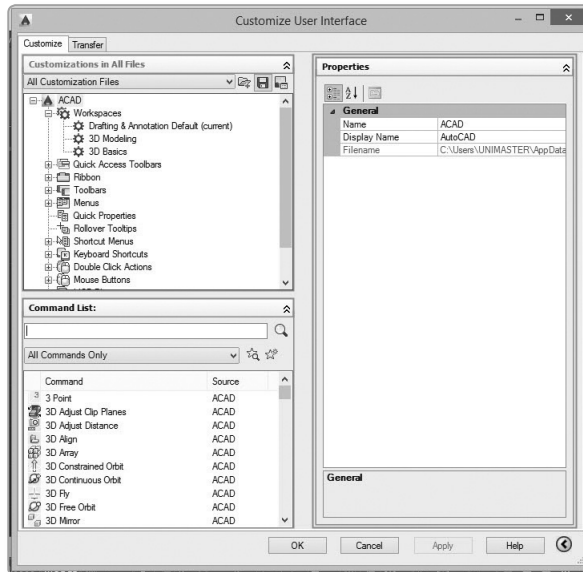 Customize User Interface
Customize Transfer
Customizations in All Files
All Customization Files
ACAD
Workspaces
Drafting & Annotation Default (current)
3D Modeling
3D Basics
Quick Access Toolbars
Ribbon
Toolbars
Menus
Quick Properties
Rollover Tooltips
Shortcut Menus
Keyboard Shortcuts
Double Click Actions
Mouse Buttons
Command List:
All Commands Only
Command Source
3 Point ACAD
3D Adjust Clip Planes ACAD
3D Adjust Distance ACAD
3D Align ACAD
3D Array ACAD
3D Constrained Orbit ACAD
3D Continuous Orbit ACAD
3D Fly ACAD
3D Free Orbit ACAD
3D Mirror ACAD
Properties
General
Name ACAD
Display Name AutoCAD
Filename C:\Users\UNIMASTER\AppData
General
OK Cancel Apply Help